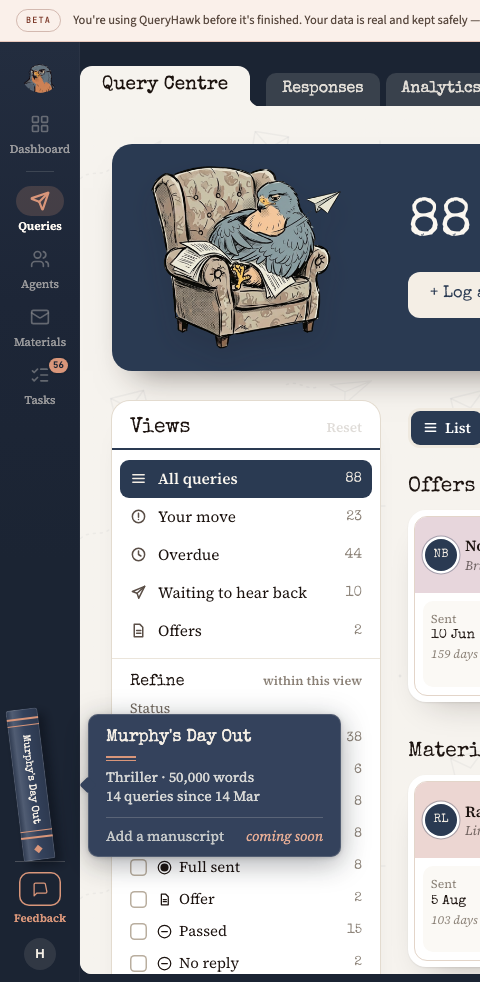 BETA
You're using QueryHawk before it's finished. Your data is real and kept safely —
Query Centre
Responses
Analytics
Dashboard
Queries
Agents
Materials
56
Tasks
88
+ Log a
Views
Reset
All queries
88
Your move
23
Overdue
44
Waiting to hear back
10
Offers
2
Refine
within this view
Status
38
6
8
8
Full sent
8
Offer
2
Passed
15
No reply
2
Murphy's Day Out
Murphy's Day Out
Thriller · 50,000 words
14 queries since 14 Mar
Add a manuscript
coming soon
Feedback
H
List
Offers
NB
No
Bri
Sent
10 Jun
159 days
Materi
RL
Ra
Lin
Sent
5 Aug
103 days